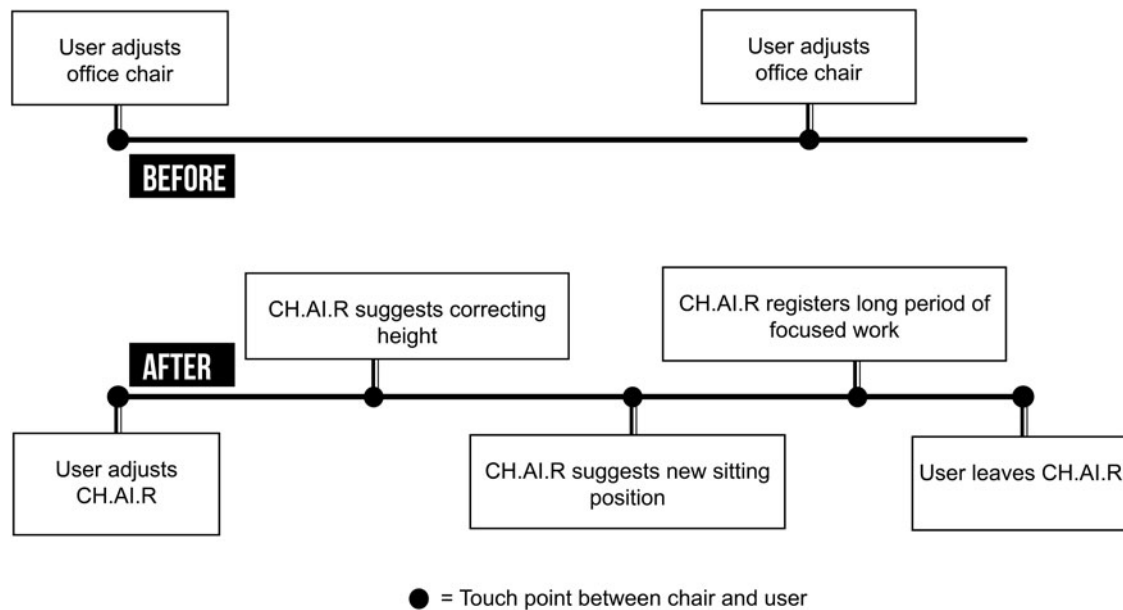 User adjusts
office chair
User adjusts
office chair
BEFORE
CH.AI.R suggests correcting
height
CH.AI.R registers long period of
focused work
AFTER
User adjusts
CH.AI.R
CH.AI.R suggests new sitting
position
User leaves CH.AI.R
= Touch point between chair and user